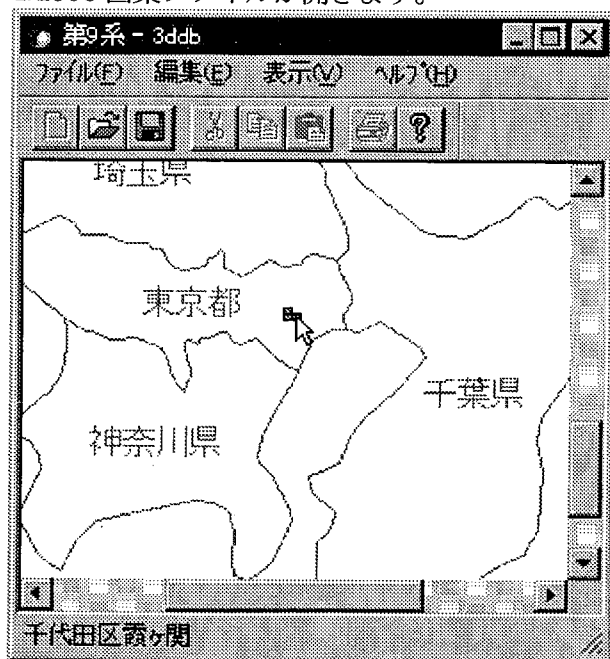 第9系 - 3ddb
ファイル(F) 編集(E) 表示(V) ヘルプ(H)
埼玉県
東京都
千葉県
神奈川県
千代田区霞ヶ関